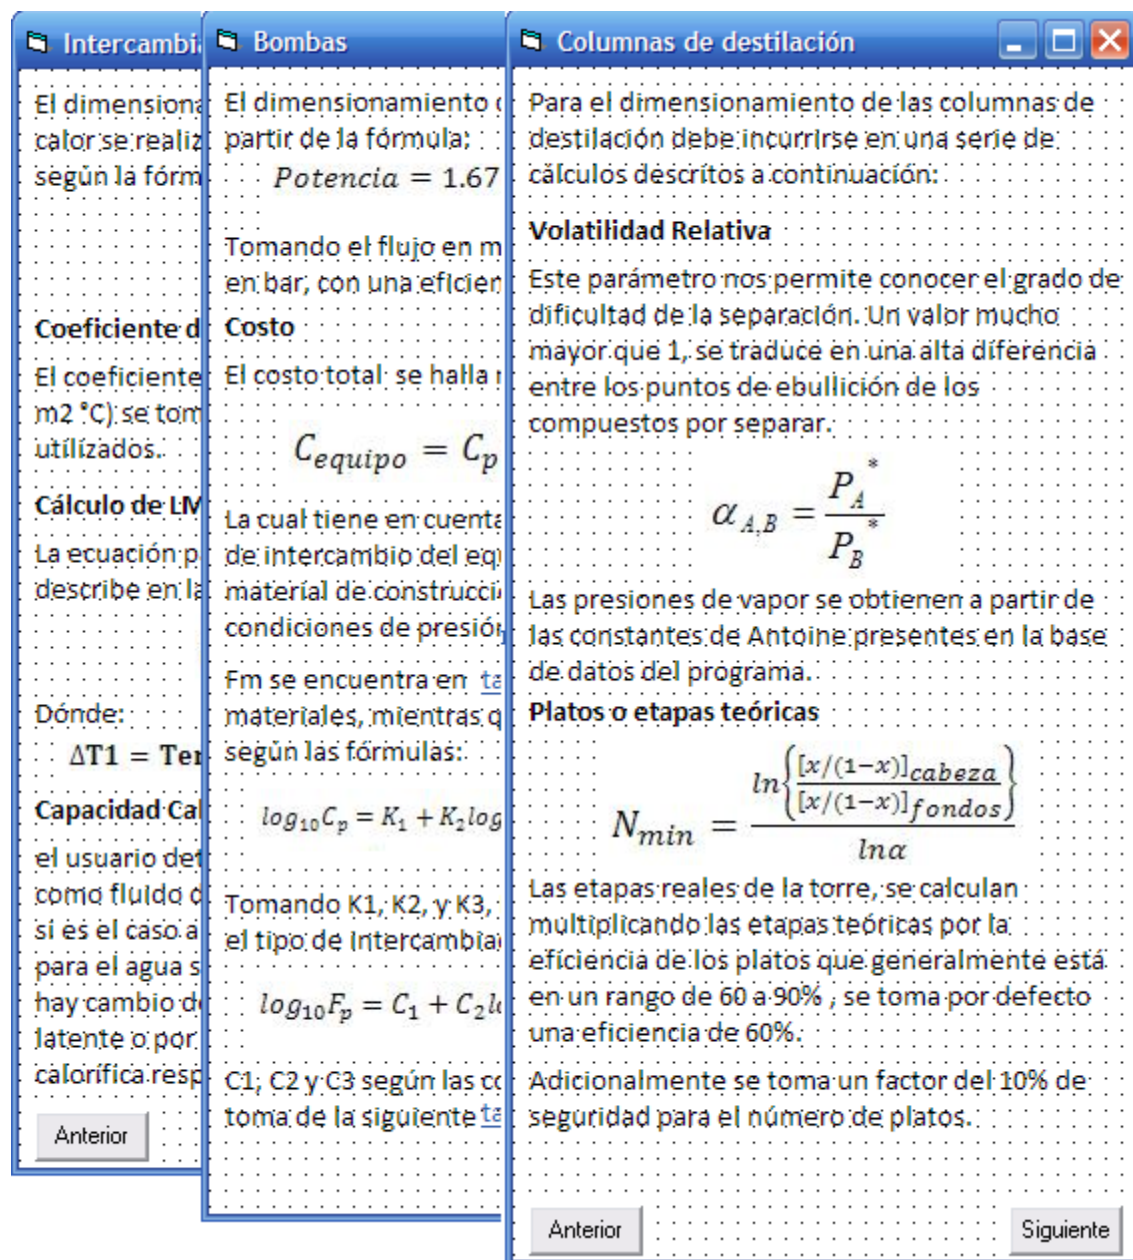 Intercambia
El dimensiona
calor se realiz
según la fórm
Coeficiente d
El coeficiente
m2 °C) se tom
utilizados.
Cálculo de LM
La ecuación p
describe en la
Dónde:
ΔT1 = Ter
Capacidad Cal
el usuario det
como fluido d
si es el caso a
para el agua s
hay cambio de
latente o por
calorífica resp
Anterior
Bombas
El dimensionamiento d
partir de la fórmula:
Potencia = 1.67
Tomando el flujo en m
en bar, con una eficien
Costo
El costo total se halla
C_equipo = C_p
La cual tiene en cuenta
de intercambio del equ
material de construcci
condiciones de presión
Fm se encuentra en ta
materiales, mientras q
según las fórmulas:
log₁₀C_p = K₁ + K₂log
Tomando K1, K2, y K3,
el tipo de Intercambia
log₁₀F_p = C₁ + C₂l
C1, C2 y C3 según las co
toma de la siguiente ta
Columnas de destilación
Para el dimensionamiento de las columnas de
destilación debe incurrirse en una serie de
cálculos descritos a continuación:
Volatilidad Relativa
Este parámetro nos permite conocer el grado de
dificultad de la separación. Un valor mucho
mayor que 1, se traduce en una alta diferencia
entre los puntos de ebullición de los
compuestos por separar.
α_A,B = P_A* / P_B*
Las presiones de vapor se obtienen a partir de
las constantes de Antoine presentes en la base
de datos del programa.
Platos o etapas teóricas
N_min = ln{[x/(1−x)]cabeza / [x/(1−x)]fondos} / lnα
Las etapas reales de la torre, se calculan
multiplicando las etapas teóricas por la
eficiencia de los platos que generalmente está
en un rango de 60 a 90% , se toma por defecto
una eficiencia de 60%.
Adicionalmente se toma un factor del 10% de
seguridad para el número de platos.
Anterior
Siguiente